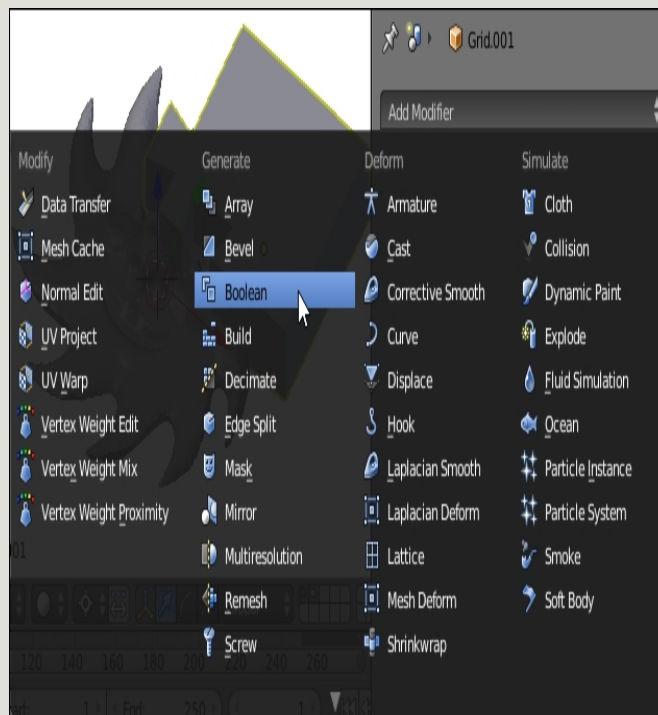 Grid.001
Add Modifier
Modify Generate Deform Simulate
Data Transfer Array Armature Cloth
Mesh Cache Bevel Cast Collision
Normal Edit Boolean Corrective Smooth Dynamic Paint
UV Project Build Curve Explode
UV Warp Decimate Displace Fluid Simulation
Vertex Weight Edit Edge Split Hook Ocean
Vertex Weight Mix Mask Laplacian Smooth Particle Instance
Vertex Weight Proximity Mirror Laplacian Deform Particle System
Multiresolution Lattice Smoke
Remesh Mesh Deform Soft Body
Screw Shrinkwrap
120 140 160 180 200 220 240 260
1 End: 250 1